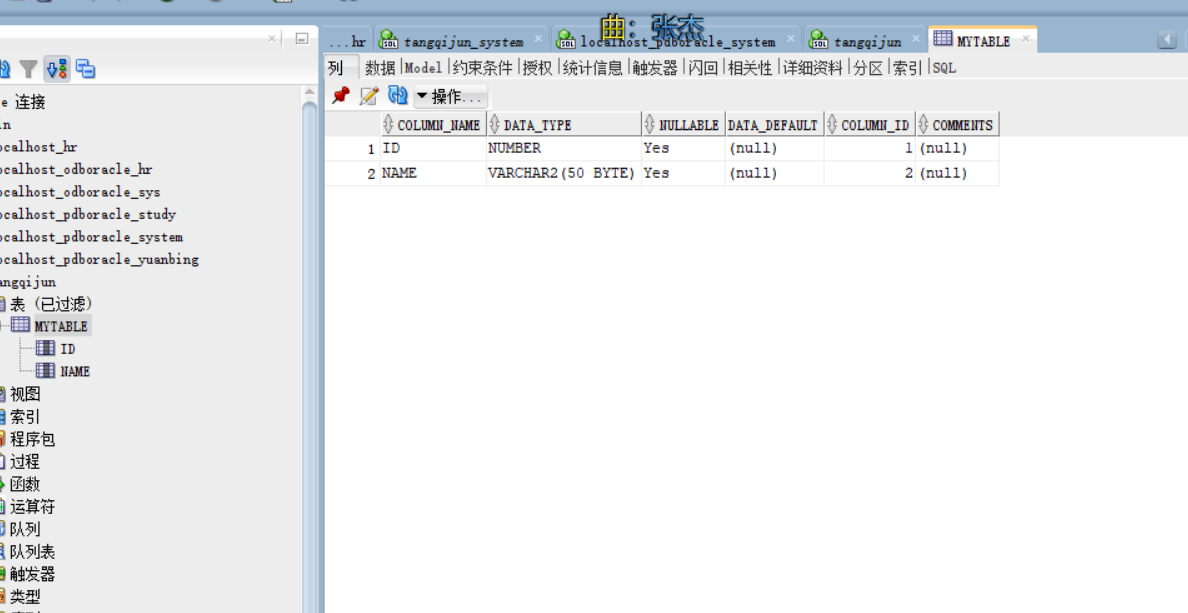 曲: 张杰
...hr tangqijun_system localhost_pdboracle_system tangqijun MYTABLE
列 数据 Model 约束条件 授权 统计信息 触发器 闪回 相关性 详细资料 分区 索引 SQL
操作...
COLUMN_NAME DATA_TYPE NULLABLE DATA_DEFAULT COLUMN_ID COMMENTS
1 ID NUMBER Yes (null) 1 (null)
2 NAME VARCHAR2(50 BYTE) Yes (null) 2 (null)
e 连接
in
ocalhost_hr
ocalhost_odboracle_hr
ocalhost_odboracle_sys
ocalhost_pdboracle_study
ocalhost_pdboracle_system
ocalhost_pdboracle_yuanbing
angqijun
表 (已过滤)
MYTABLE
ID
NAME
视图
索引
程序包
过程
函数
运算符
队列
队列表
触发器
类型